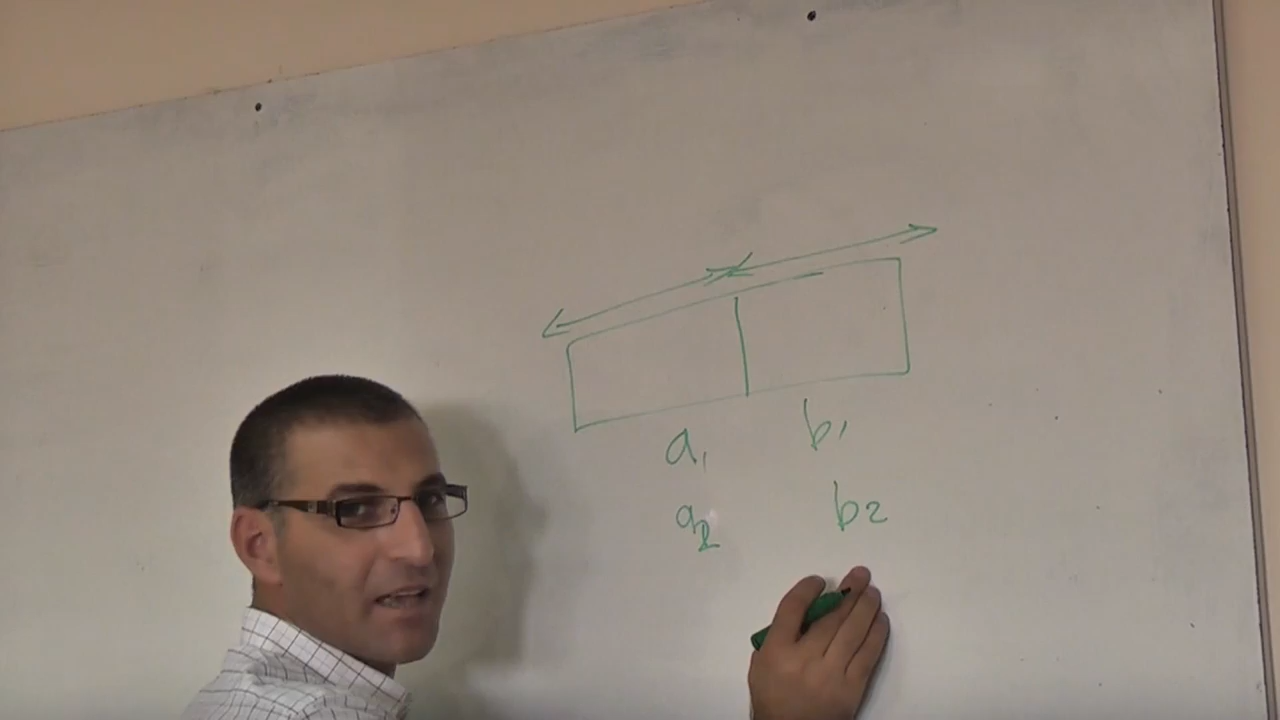 a₁ b₁
a₂ b₂